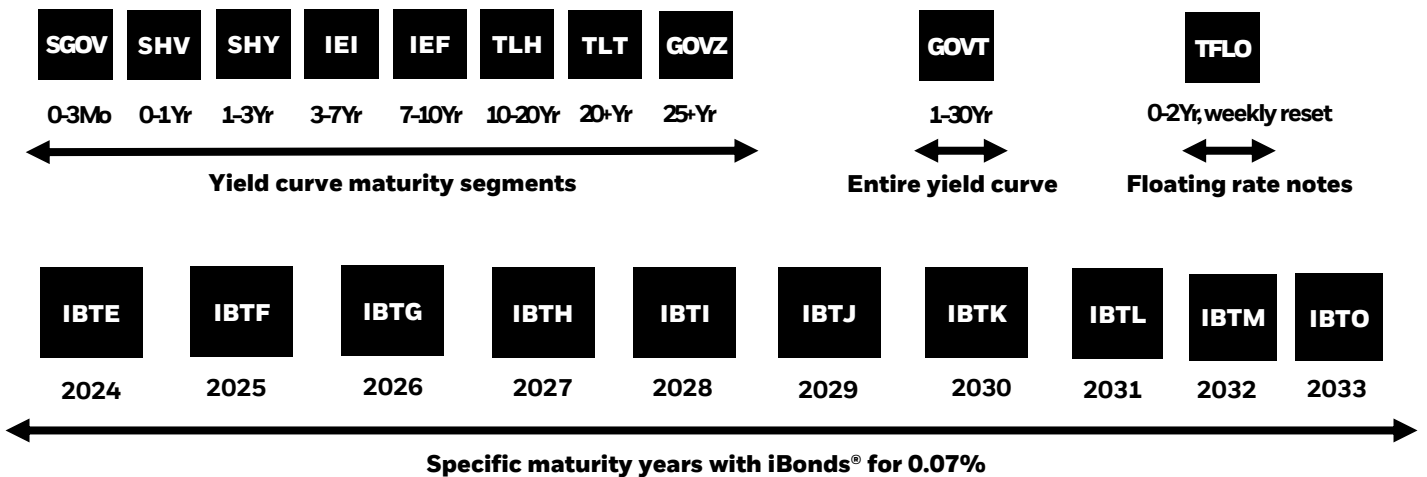 SGOV SHV SHY IEI IEF TLH TLT GOVZ GOVT TFLO
0-3Mo 0-1Yr 1-3Yr 3-7Yr 7-10Yr 10-20Yr 20+Yr 25+Yr 1-30Yr 0-2Yr, weekly reset
Yield curve maturity segments Entire yield curve Floating rate notes
IBTE IBTF IBTG IBTH IBTI IBTJ IBTK IBTL IBTM IBTO
2024 2025 2026 2027 2028 2029 2030 2031 2032 2033
Specific maturity years with iBonds® for 0.07%